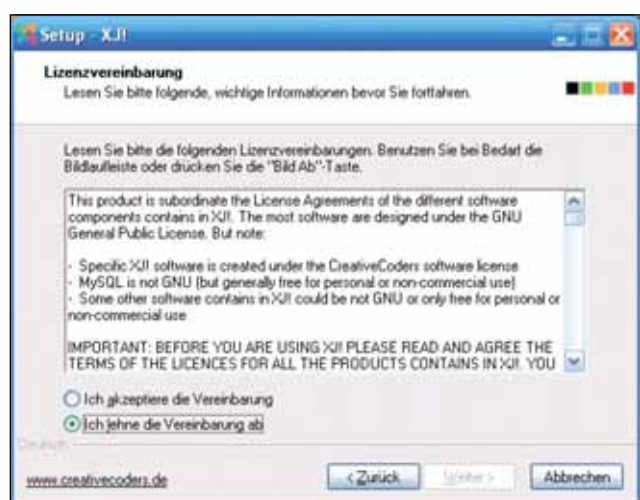 Setup - XJ!
Lizenzvereinbarung
Lesen Sie bitte folgende, wichtige Informationen bevor Sie fortfahren.
Lesen Sie bitte die folgenden Lizenzvereinbarungen. Benutzen Sie bei Bedarf die
Bildlaufleiste oder drücken Sie die "Bild Ab"-Taste.
This product is subordinate the License Agreements of the different software
components contains in XJ!. The most software are designed under the GNU
General Public License. But note:
- Specific XJ! software is created under the CreativeCoders software license
- MySQL is not GNU (but generally free for personal or non-commercial use)
- Some other software contains in XJ! could be not GNU or only free for personal or
non-commercial use
IMPORTANT: BEFORE YOU ARE USING XJ! PLEASE READ AND AGREE THE
TERMS OF THE LICENCES FOR ALL THE PRODUCTS CONTAINS IN XJ!. YOU
Ich akzeptiere die Vereinbarung
Ich lehne die Vereinbarung ab
Deutsch
www.creativecoders.de
< Zurück
Weiter >
Abbrechen